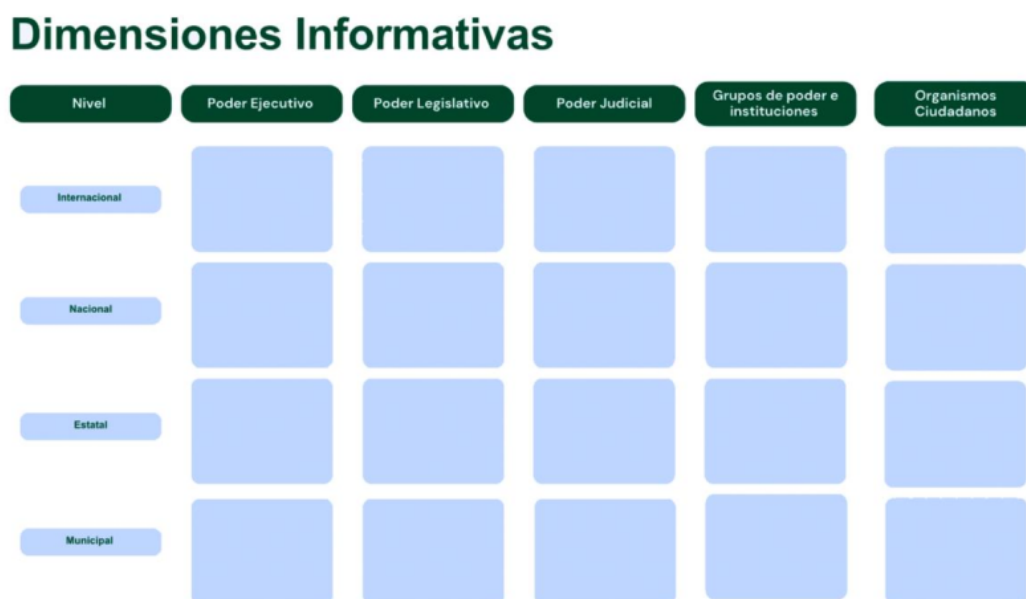 Dimensiones Informativas
Nivel
Poder Ejecutivo
Poder Legislativo
Poder Judicial
Grupos de poder e
instituciones
Organismos
Ciudadanos
Internacional
Nacional
Estatal
Municipal